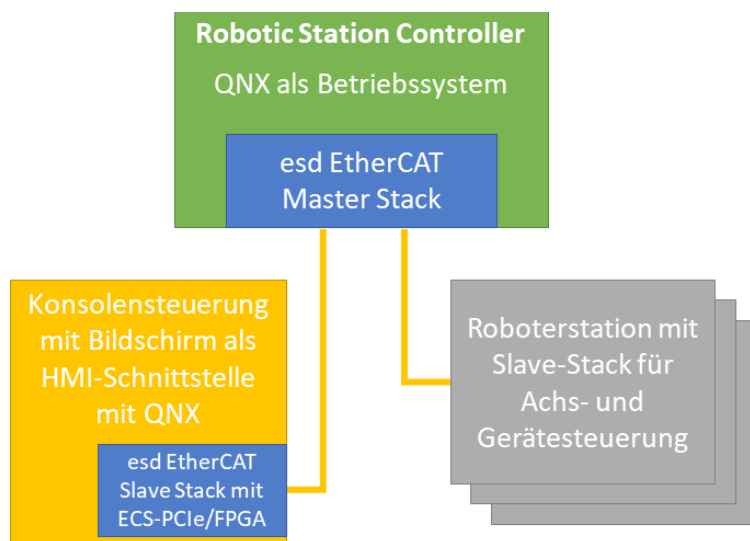 Robotic Station Controller
QNX als Betriebssystem
esd EtherCAT
Master Stack
Konsolensteuerung
mit Bildschirm als
HMI-Schnittstelle
mit QNX
esd EtherCAT
Slave Stack mit
ECS-PCIe/FPGA
Roboterstation mit
Slave-Stack für
Achs- und
Gerätesteuerung